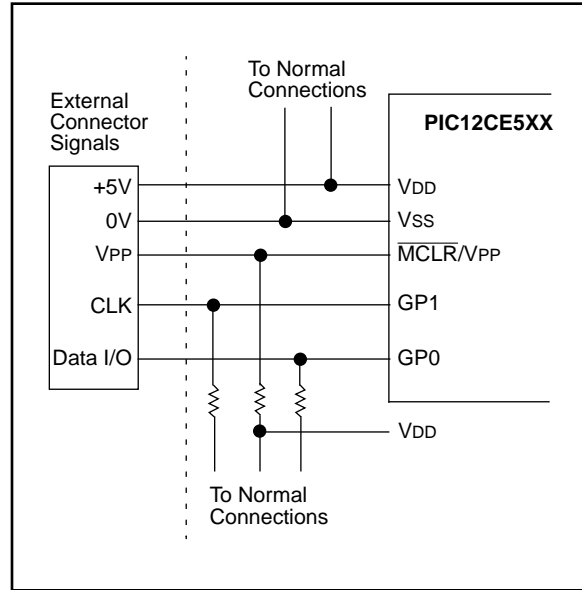 To Normal
Connections
External
Connector
Signals
PIC12CE5XX
+5V
VDD
0V
VSS
VPP
MCLR/VPP
CLK
GP1
Data I/O
GP0
VDD
To Normal
Connections